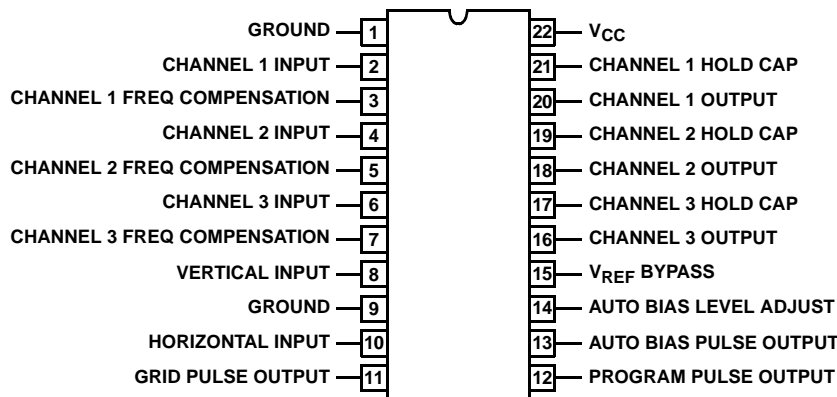 GROUND 1
CHANNEL 1 INPUT 2
CHANNEL 1 FREQ COMPENSATION 3
CHANNEL 2 INPUT 4
CHANNEL 2 FREQ COMPENSATION 5
CHANNEL 3 INPUT 6
CHANNEL 3 FREQ COMPENSATION 7
VERTICAL INPUT 8
GROUND 9
HORIZONTAL INPUT 10
GRID PULSE OUTPUT 11
22 VCC
21 CHANNEL 1 HOLD CAP
20 CHANNEL 1 OUTPUT
19 CHANNEL 2 HOLD CAP
18 CHANNEL 2 OUTPUT
17 CHANNEL 3 HOLD CAP
16 CHANNEL 3 OUTPUT
15 VREF BYPASS
14 AUTO BIAS LEVEL ADJUST
13 AUTO BIAS PULSE OUTPUT
12 PROGRAM PULSE OUTPUT